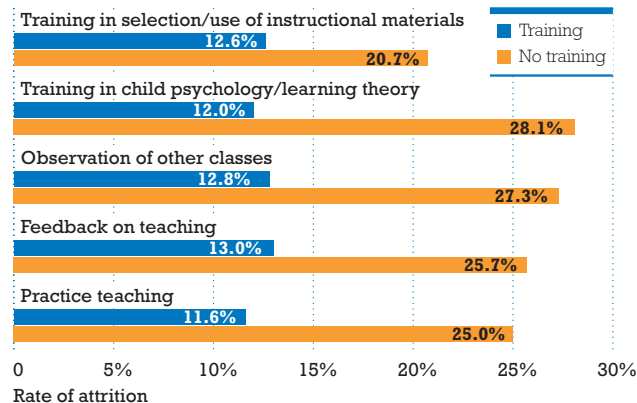 Training in selection/use of instructional materials
12.6%
20.7%
Training
No training
Training in child psychology/learning theory
12.0%
28.1%
Observation of other classes
12.8%
27.3%
Feedback on teaching
13.0%
25.7%
Practice teaching
11.6%
25.0%
0 5% 10% 15% 20% 25% 30%
Rate of attrition